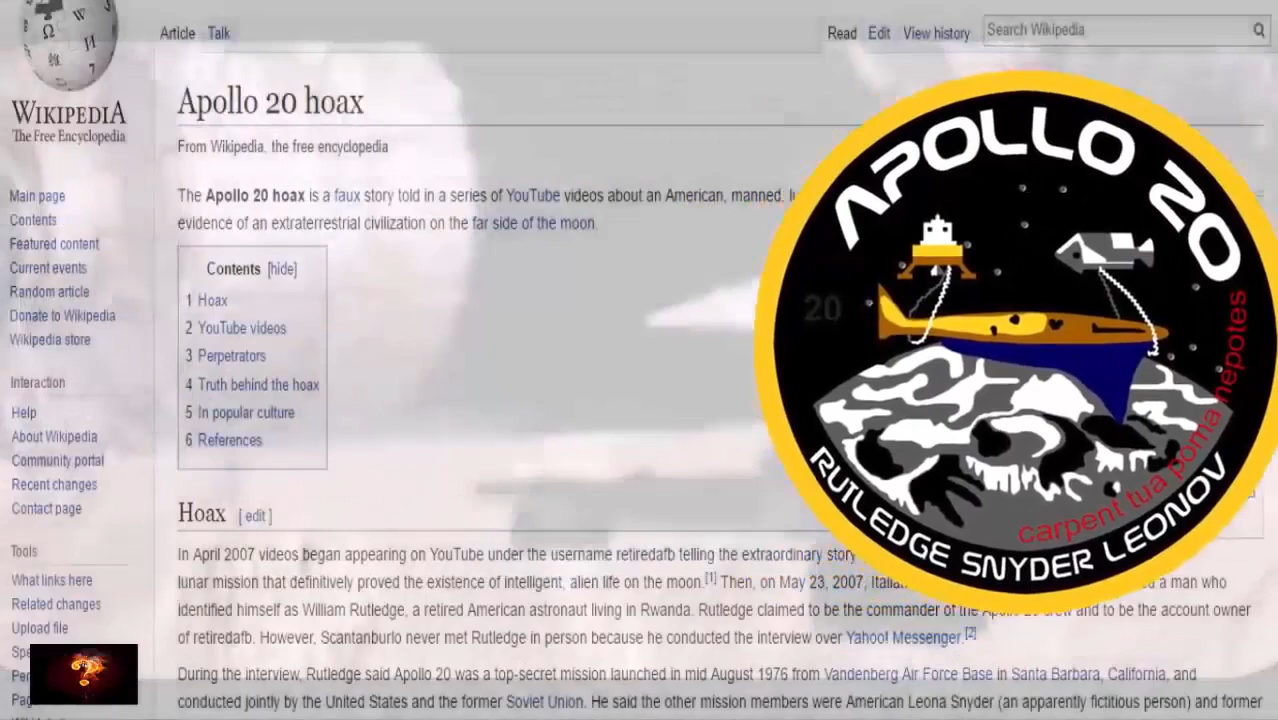 Article Talk
Read Edit View history
Search Wikipedia
WIKIPEDIA
The Free Encyclopedia
Apollo 20 hoax
From Wikipedia, the free encyclopedia
The Apollo 20 hoax is a faux story told in a series of YouTube videos about an American, manned,
evidence of an extraterrestrial civilization on the far side of the moon.
Contents [hide]
1 Hoax
2 YouTube videos
3 Perpetrators
4 Truth behind the hoax
5 In popular culture
6 References
Main page
Contents
Featured content
Current events
Random article
Donate to Wikipedia
Wikipedia store
Interaction
Help
About Wikipedia
Community portal
Recent changes
Contact page
Tools
What links here
Related changes
Upload file
Hoax [ edit ]
In April 2007 videos began appearing on YouTube under the username retiredafb telling the extraordinary story
lunar mission that definitively proved the existence of intelligent, alien life on the moon.[1] Then, on May 23, 2007, a man who
identified himself as William Rutledge, a retired American astronaut living in Rwanda. Rutledge claimed to be the commander of the Apollo 20 crew and to be the account owner
of retiredafb. However, Scantanburlo never met Rutledge in person because he conducted the interview over Yahoo! Messenger.[2]
During the interview, Rutledge said Apollo 20 was a top-secret mission launched in mid August 1976 from Vandenberg Air Force Base in Santa Barbara, California, and
conducted jointly by the United States and the former Soviet Union. He said the other mission members were American Leona Snyder (an apparently fictitious person) and former
APOLLO 20
20
carpent tua poma nepotes
RUTLEDGE SNYDER LEONOV
?